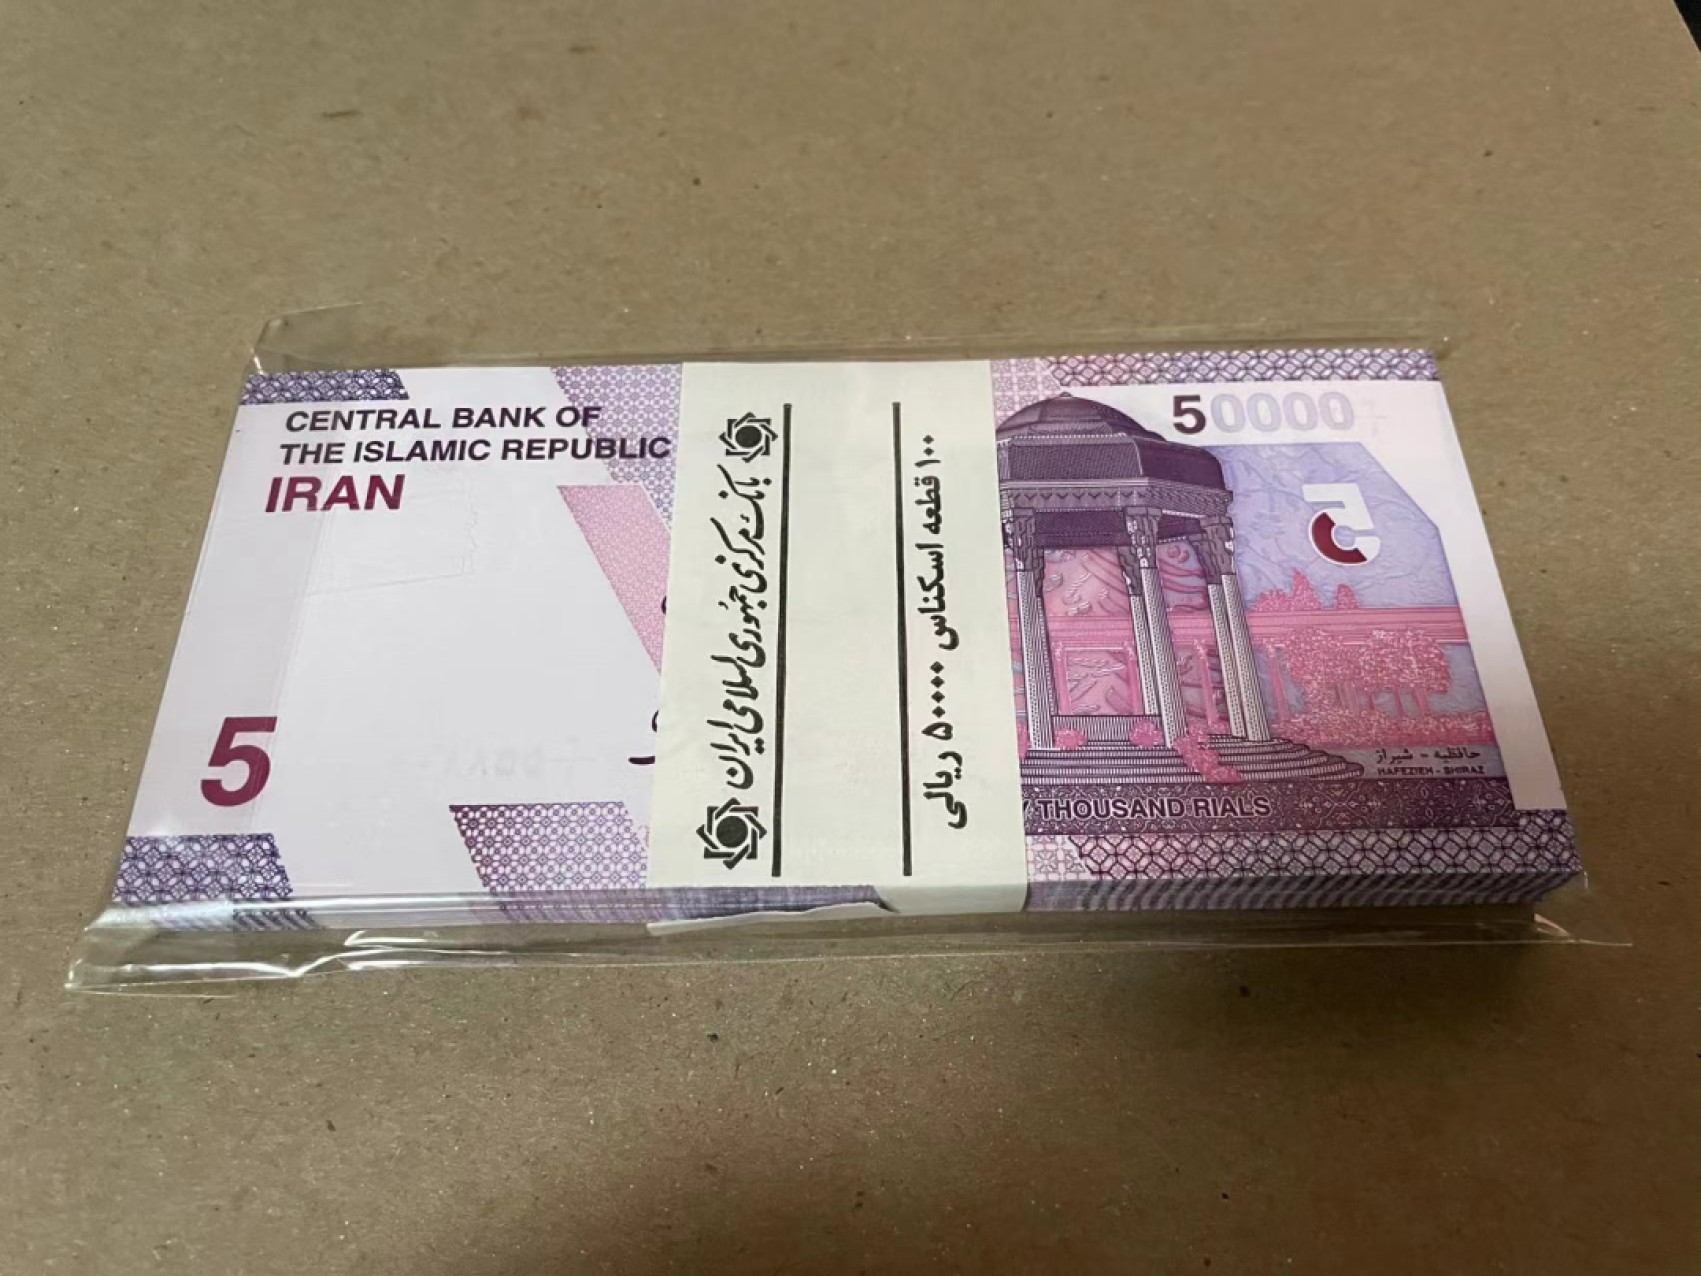 CENTRAL BANK OF
THE ISLAMIC REPUBLIC
IRAN
5
بانک مرکزی جمهوری اسلامی ایران
۱۰۰ قطعه اسکناس ۵۰۰۰۰ ریالی
50000
۵
حافظیه - شیراز
HAFEZIEH - SHIRAZ
THOUSAND RIALS